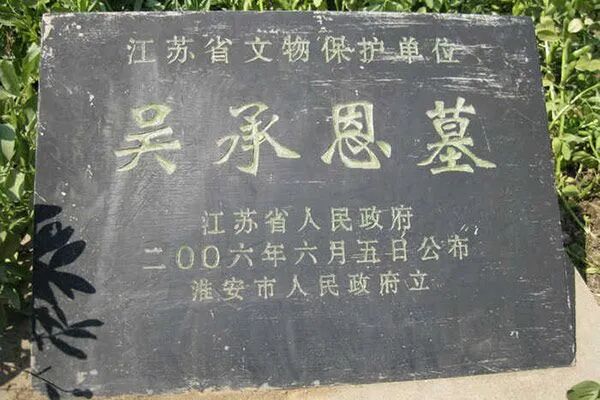 江苏省文物保护单位
吴承恩墓
江苏省人民政府
二〇〇六年六月五日公布
淮安市人民政府立